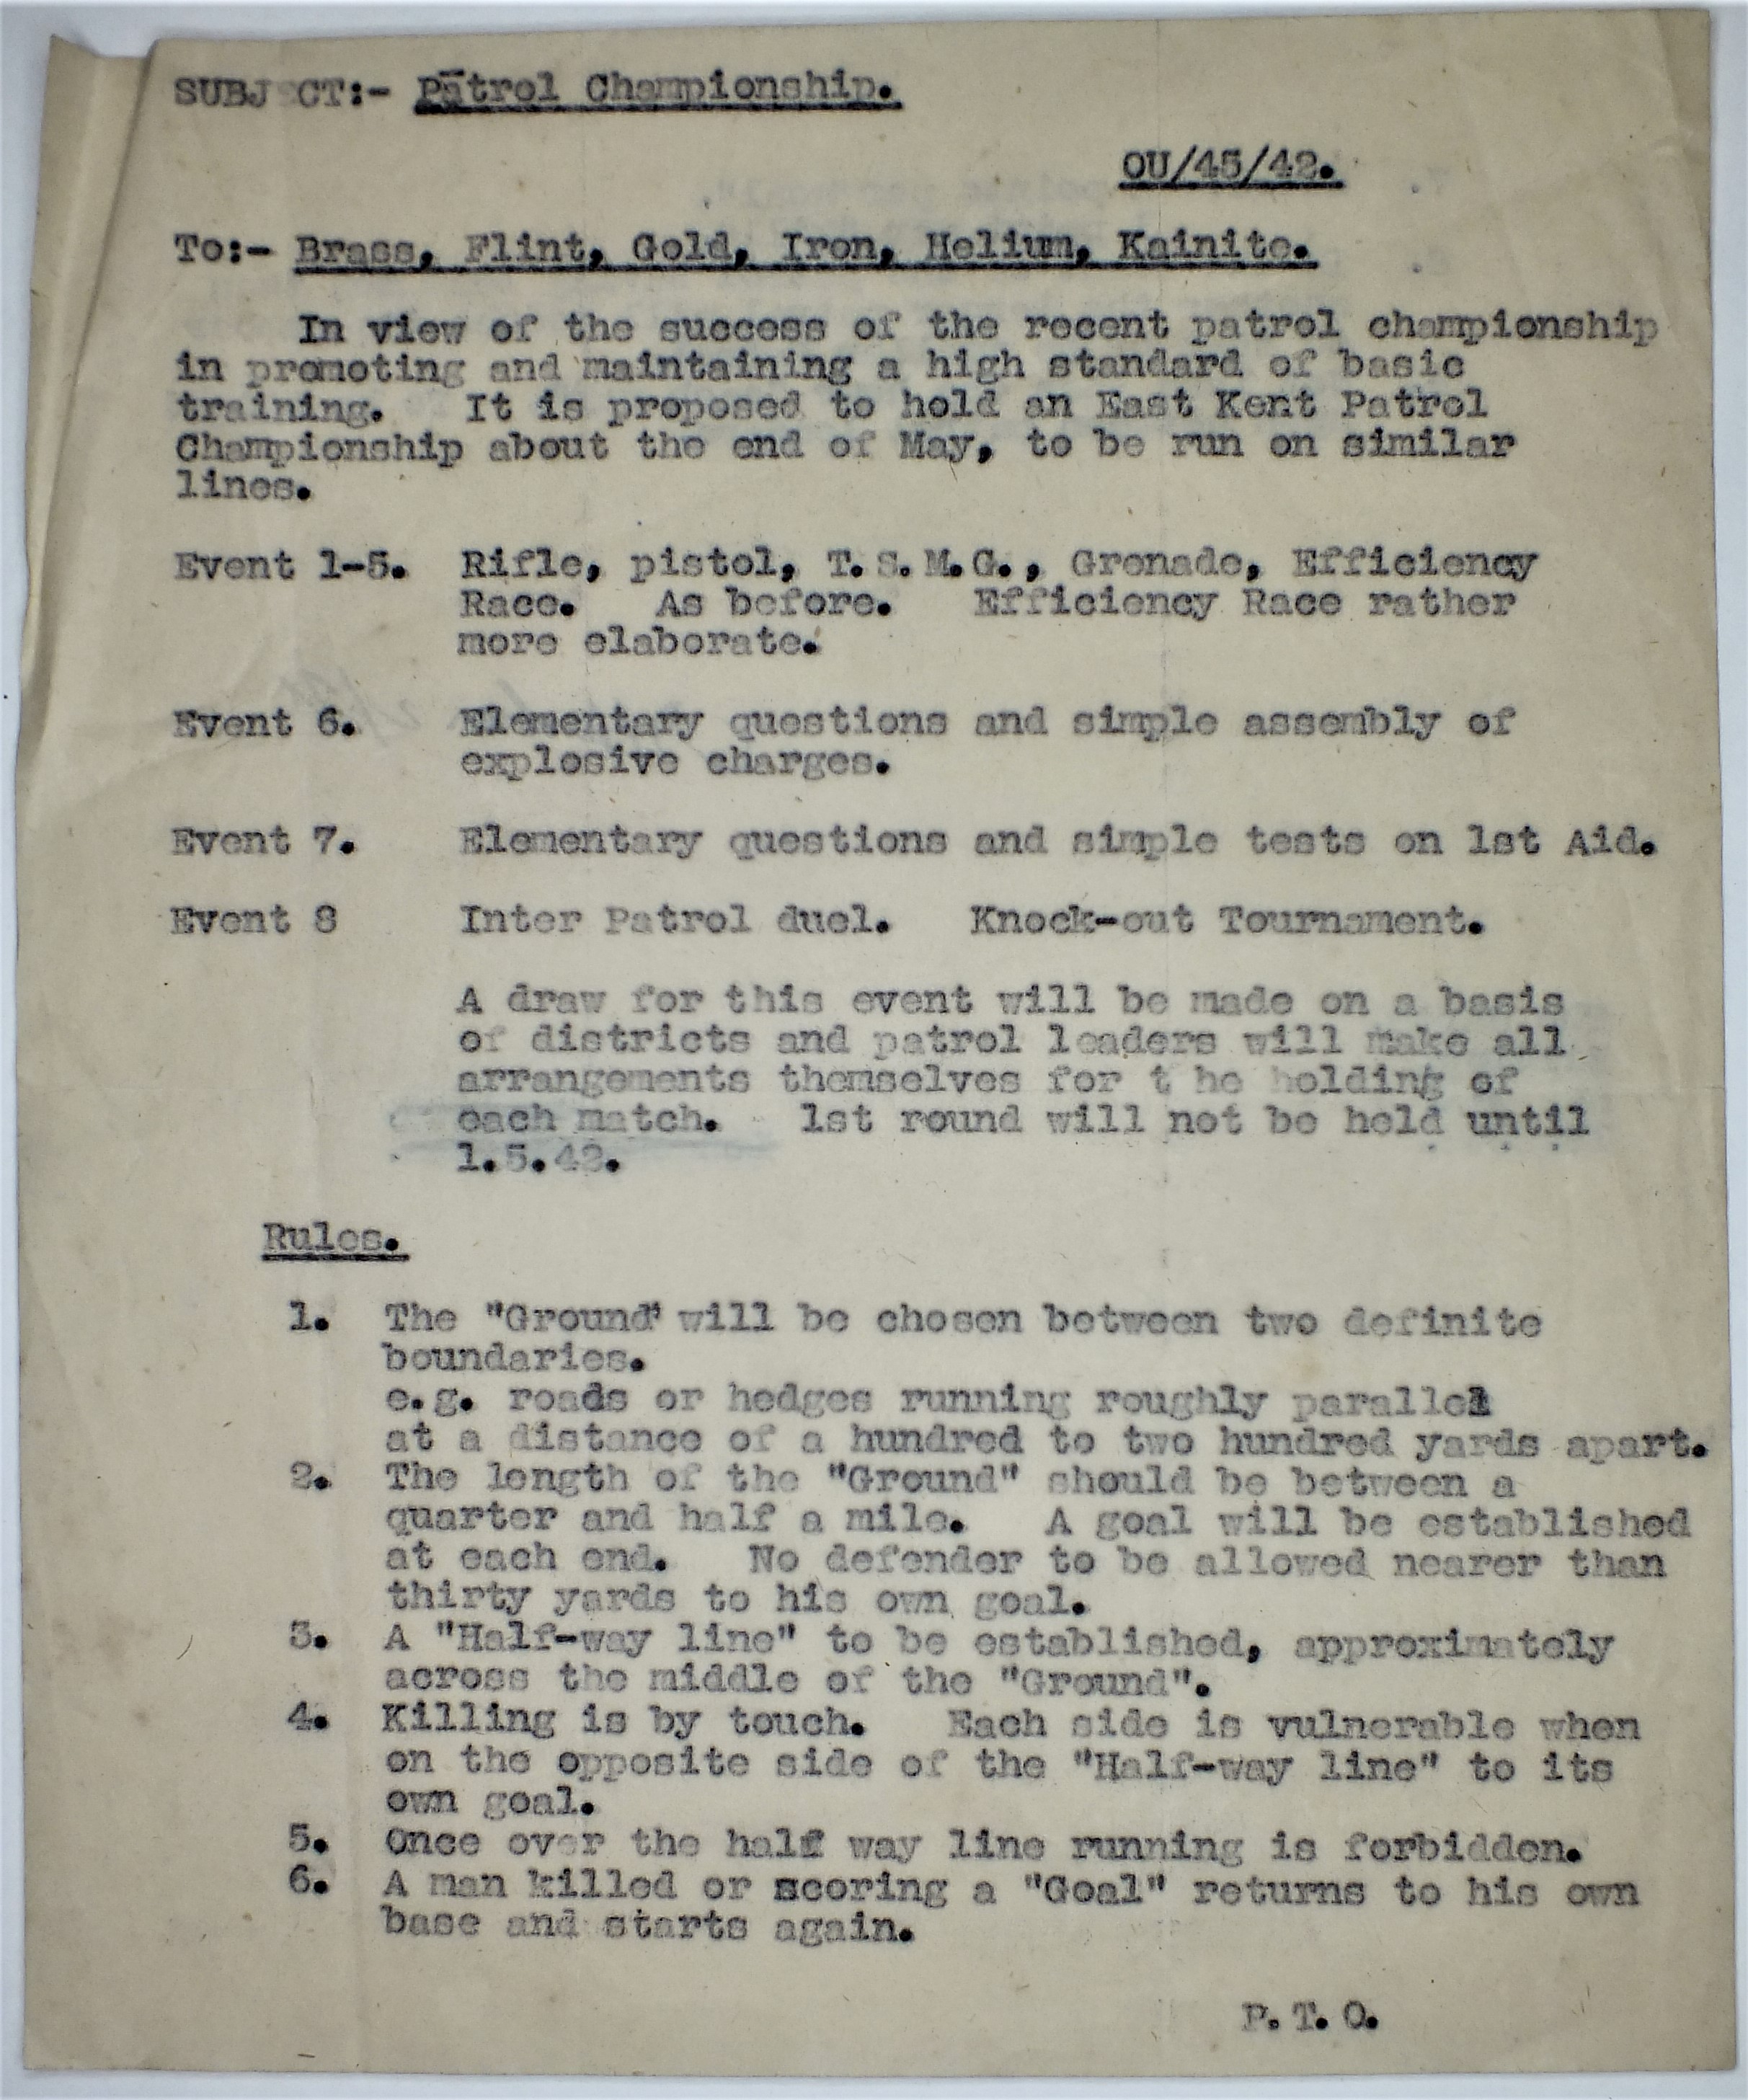 SUBJECT:- Patrol Championship.
OU/45/42.
To:- Brass, Flint, Gold, Iron, Helium, Kainite.
In view of the success of the recent patrol championship
in promoting and maintaining a high standard of basic
training. It is proposed to hold an East Kent Patrol
Championship about the end of May, to be run on similar
lines.
Event 1-5. Rifle, pistol, T.S.M.G., Grenade, Efficiency
Race. As before. Efficiency Race rather
more elaborate.
Event 6. Elementary questions and simple assembly of
explosive charges.
Event 7. Elementary questions and simple tests on 1st Aid.
Event 8 Inter Patrol duel. Knock-out Tournament.
A draw for this event will be made on a basis
of districts and patrol leaders will make all
arrangements themselves for t he holding of
each match. 1st round will not be held until
1.5.42.
Rules.
1. The "Ground" will be chosen between two definite
boundaries.
e.g. roads or hedges running roughly parallel
at a distance of a hundred to two hundred yards apart.
2. The length of the "Ground" should be between a
quarter and half a mile. A goal will be established
at each end. No defender to be allowed nearer than
thirty yards to his own goal.
3. A "Half-way line" to be established, approximately
across the middle of the "Ground".
4. Killing is by touch. Each side is vulnerable when
on the opposite side of the "Half-way line" to its
own goal.
5. Once over the half way line running is forbidden.
6. A man killed or scoring a "Goal" returns to his own
base and starts again.
P.T.O.